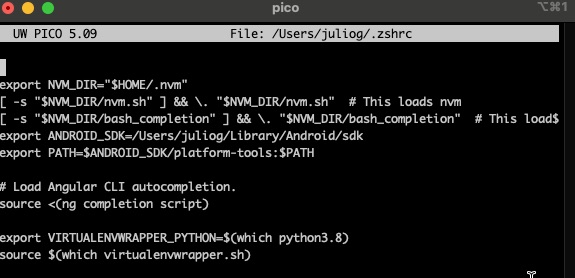 pico
⌥⌘1
UW PICO 5.09 File: /Users/juliog/.zshrc
export NVM_DIR="$HOME/.nvm"
[ -s "$NVM_DIR/nvm.sh" ] && \. "$NVM_DIR/nvm.sh"  # This loads nvm
[ -s "$NVM_DIR/bash_completion" ] && \. "$NVM_DIR/bash_completion"  # This load$
export ANDROID_SDK=/Users/juliog/Library/Android/sdk
export PATH=$ANDROID_SDK/platform-tools:$PATH
# Load Angular CLI autocompletion.
source <(ng completion script)
export VIRTUALENVWRAPPER_PYTHON=$(which python3.8)
source $(which virtualenvwrapper.sh)